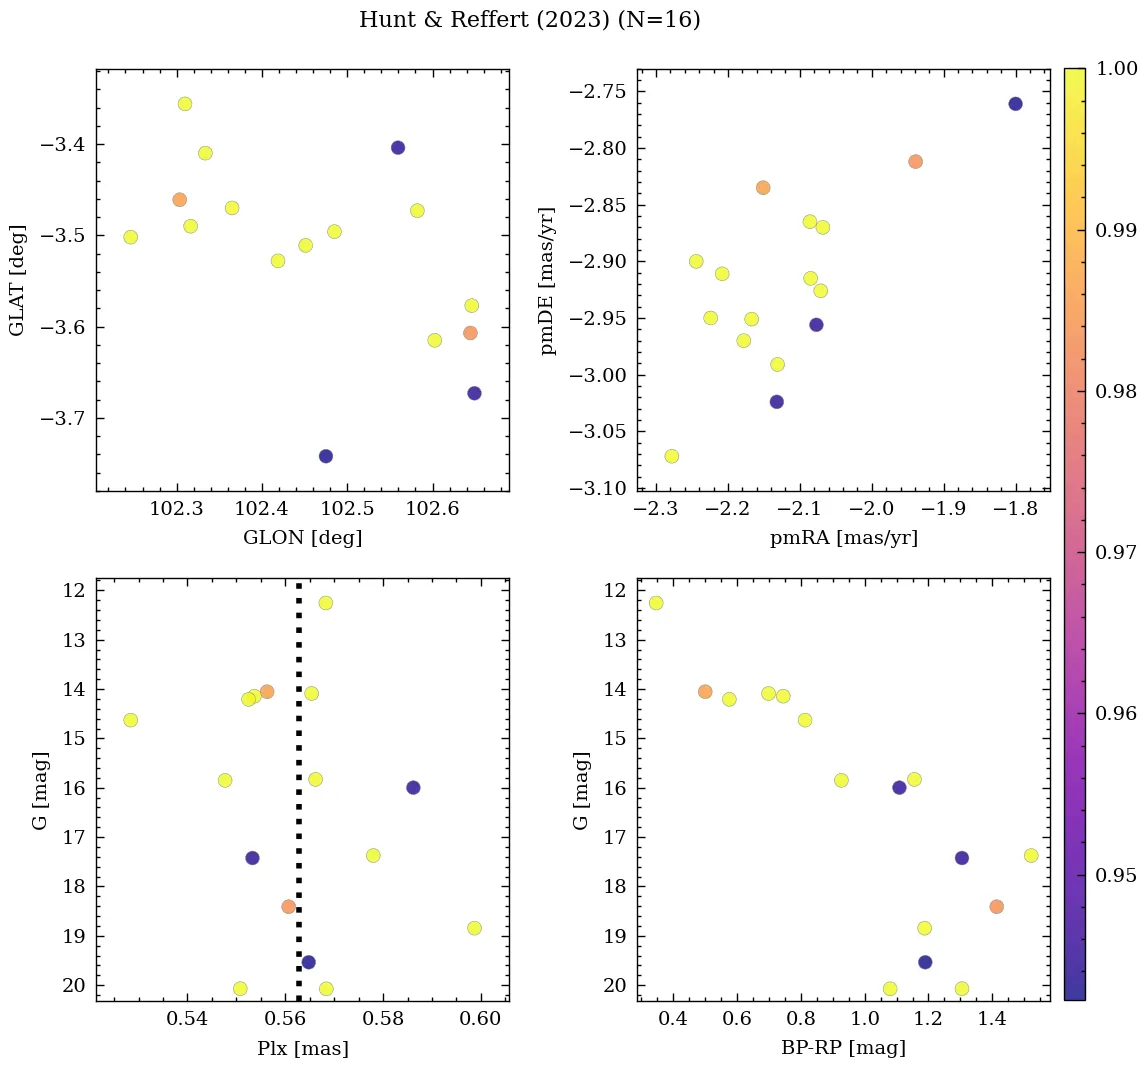 Hunt & Reffert (2023) (N=16)
−3.4
−3.5
−3.6
−3.7
GLAT [deg]
102.3 102.4 102.5 102.6
GLON [deg]
−2.75
−2.80
−2.85
−2.90
−2.95
−3.00
−3.05
−3.10
pmDE [mas/yr]
−2.3 −2.2 −2.1 −2.0 −1.9 −1.8
pmRA [mas/yr]
12
13
14
15
16
17
18
19
20
G [mag]
0.54 0.56 0.58 0.60
Plx [mas]
12
13
14
15
16
17
18
19
20
G [mag]
0.4 0.6 0.8 1.0 1.2 1.4
BP-RP [mag]
1.00
0.99
0.98
0.97
0.96
0.95